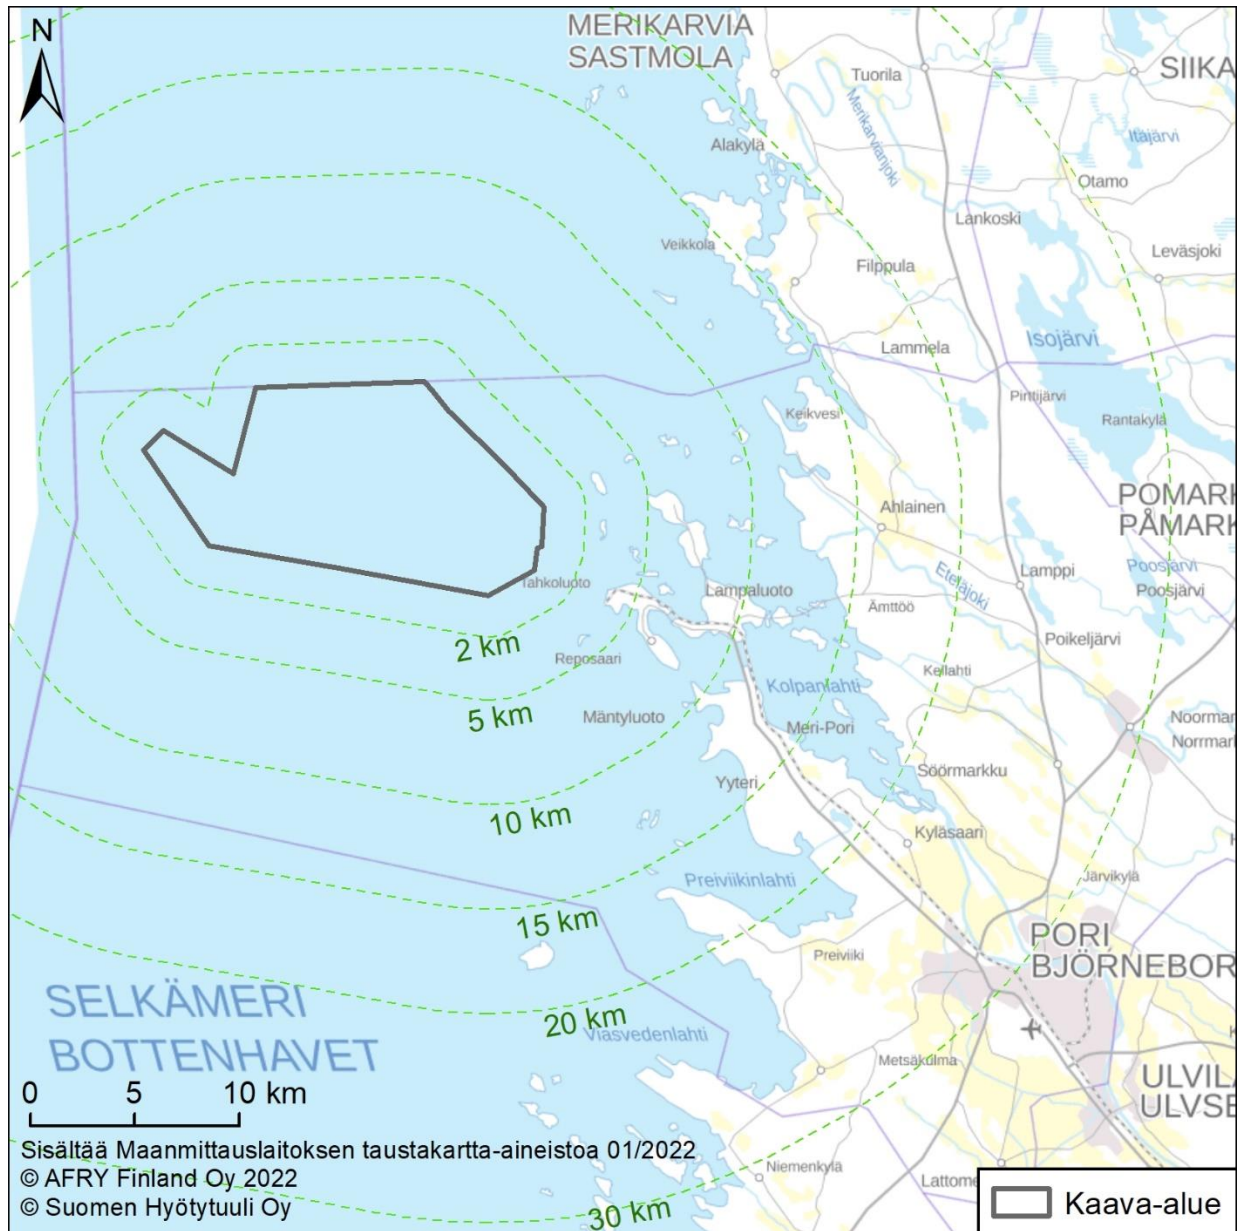 N
MERIKARVIA
SASTMOLA
Tuorila
SIIKA
Merikarvianjoki
Itäjärvi
Alakylä
Otamo
Lankoski
Veikkola
Leväsjoki
Filppula
Isojärvi
Lammela
Pintijärvi
Keikvesi
Rantakylä
POMARK
PÅMARK
Ahlainen
Poosjärvi
Lamppi
Eteläjoki
Tahkoluoto
Lampaluoto
Poosjärvi
Ämttöö
Poikeljärvi
2 km
Reposaari
Kellahti
Kolpanlahti
5 km
Mäntyluoto
Meri-Pori
Noormar
Norrmar
Söörmarkku
Yyteri
10 km
Kyläsaari
Preiviikinlahti
Järvikylä
15 km
PORI
BJÖRNEBOR
Preiviiki
SELKÄMERI
BOTTENHAVET
20 km
Viasvedenlahti
Metsäkulma
ULVILA
ULVSB
0 5 10 km
Sisältää Maanmittauslaitoksen taustakartta-aineistoa 01/2022
© AFRY Finland Oy 2022
© Suomen Hyötytuuli Oy
Niemenkylä
Lattome
30 km
Kaava-alue